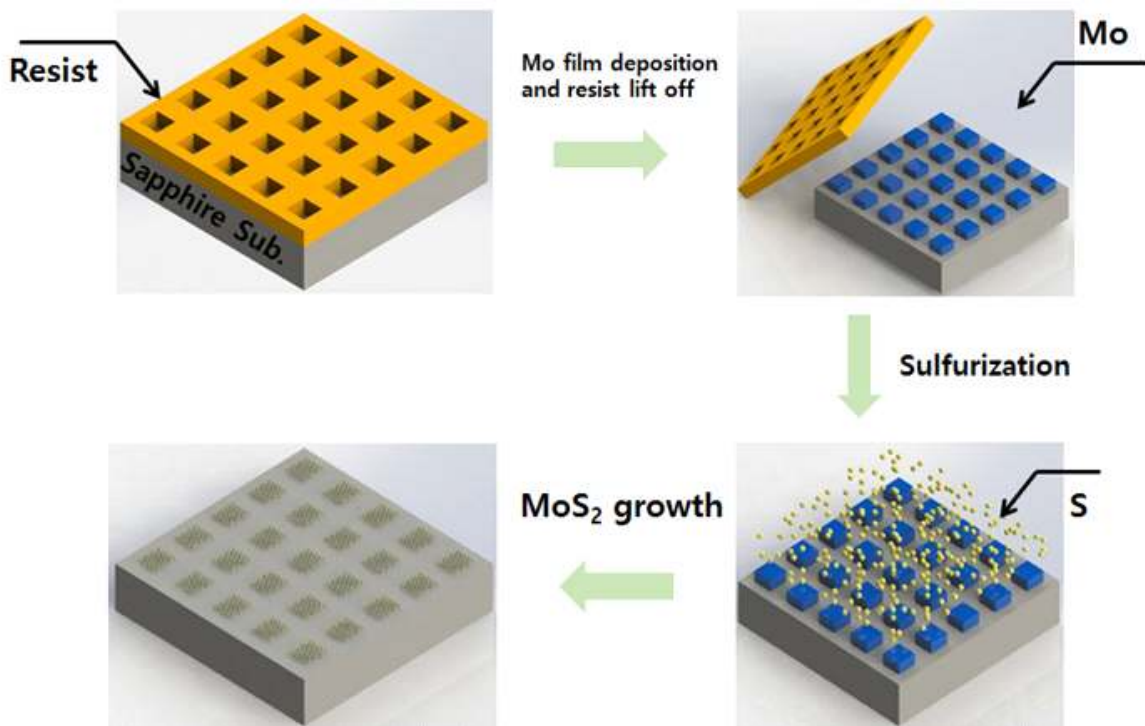 Resist
Sapphire Sub.
Mo film deposition
and resist lift off
Mo
Sulfurization
S
MoS₂ growth